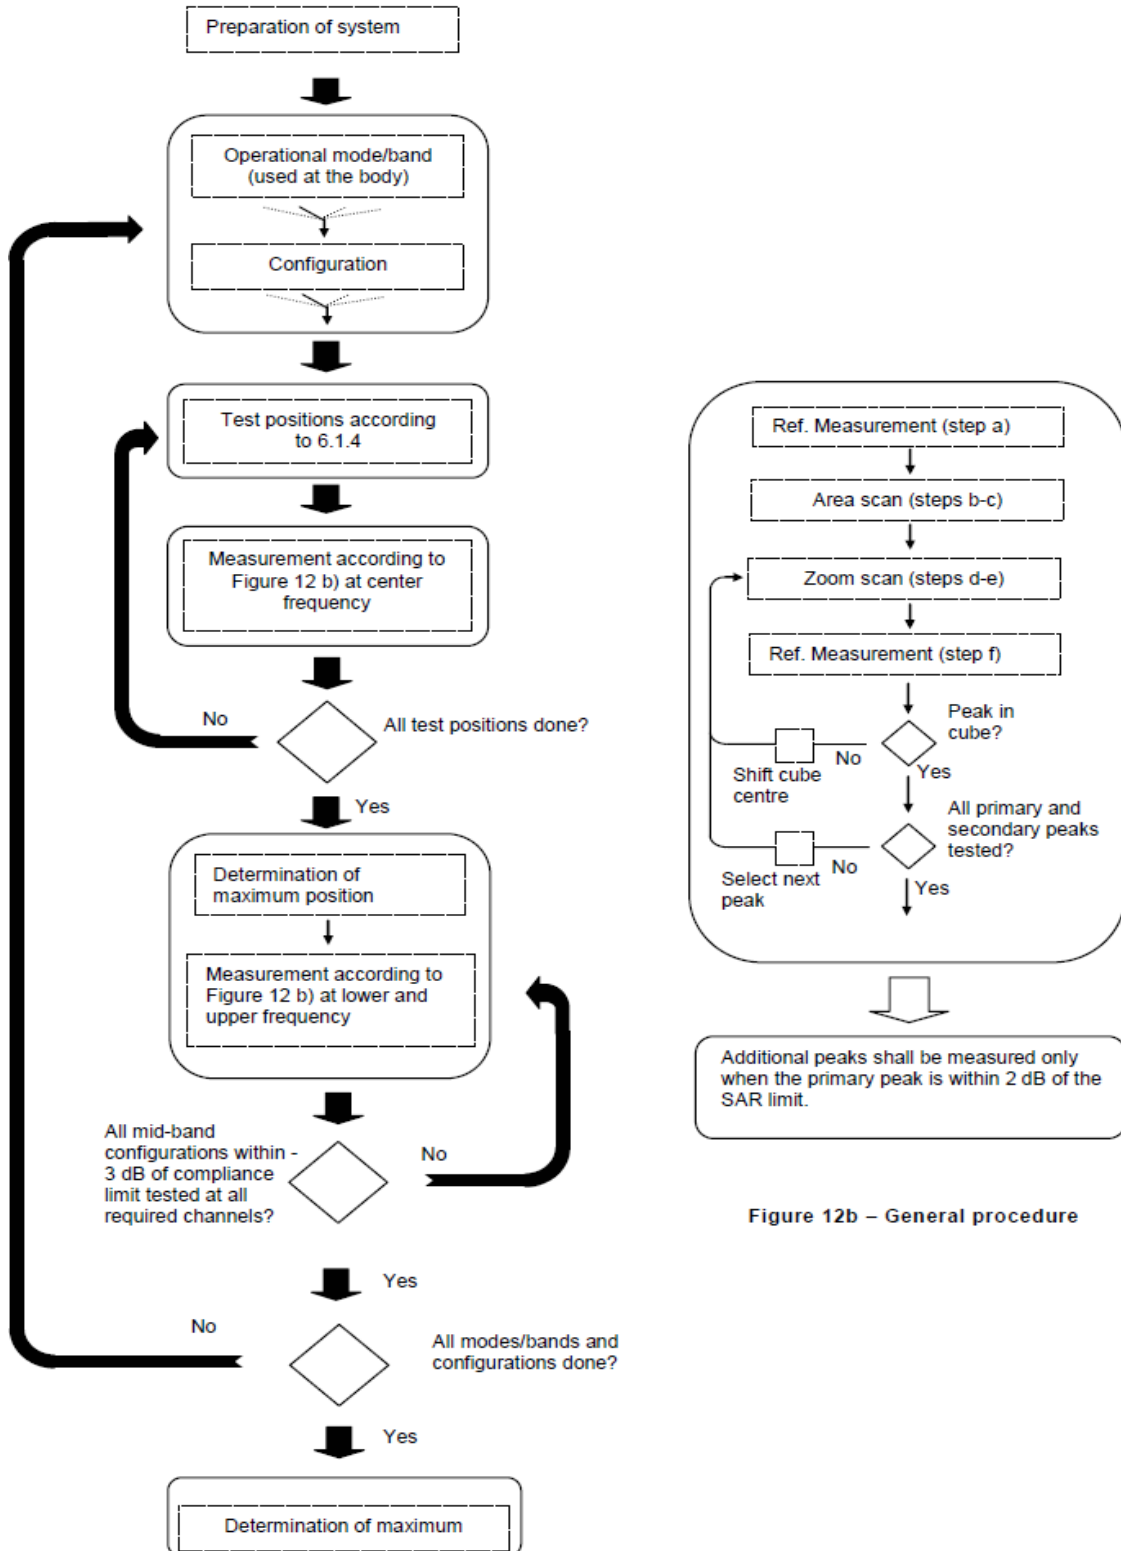 Preparation of system
Operational mode/band
(used at the body)
Configuration
Test positions according
to 6.1.4
Measurement according to
Figure 12 b) at center
frequency
No
All test positions done?
Yes
Determination of
maximum position
Measurement according to
Figure 12 b) at lower and
upper frequency
All mid-band
configurations within -
3 dB of compliance
limit tested at all
required channels?
No
Yes
No
All modes/bands and
configurations done?
Yes
Determination of maximum
Ref. Measurement (step a)
Area scan (steps b-c)
Zoom scan (steps d-e)
Ref. Measurement (step f)
Peak in
cube?
No
Yes
Shift cube
centre
All primary and
secondary peaks
tested?
No
Yes
Select next
peak
Additional peaks shall be measured only
when the primary peak is within 2 dB of the
SAR limit.
Figure 12b – General procedure